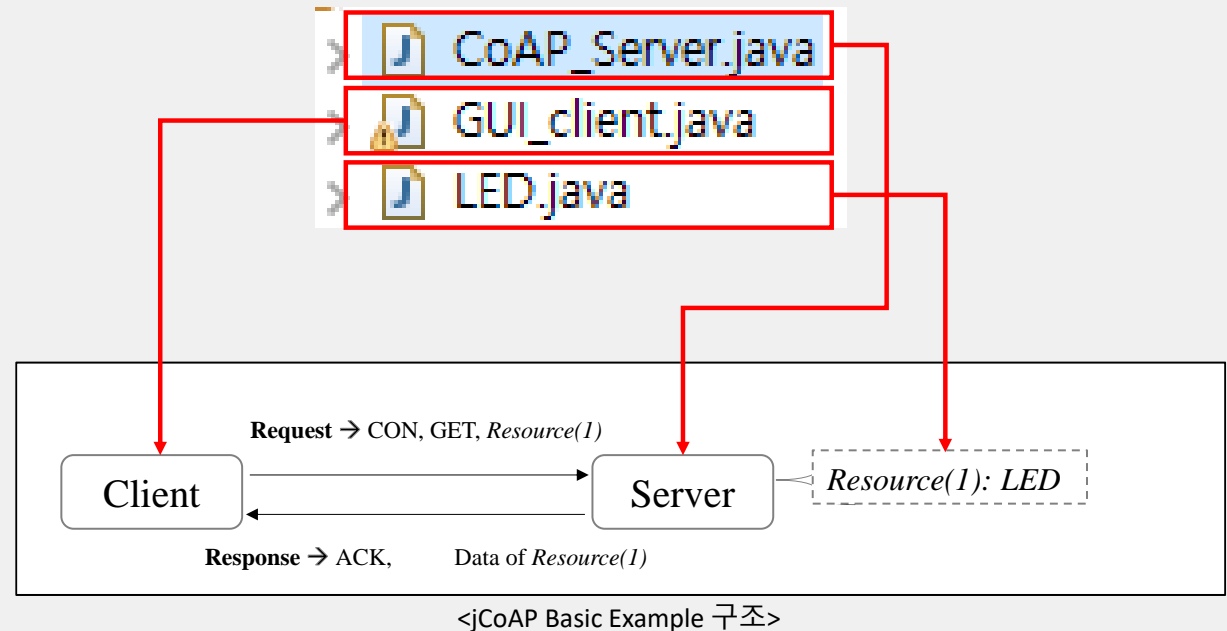 CoAP_Server.java
GUI_client.java
LED.java
Request → CON, GET, Resource(1)
Client
Server
Resource(1): LED
Response → ACK, Data of Resource(1)
<jCoAP Basic Example 구조>